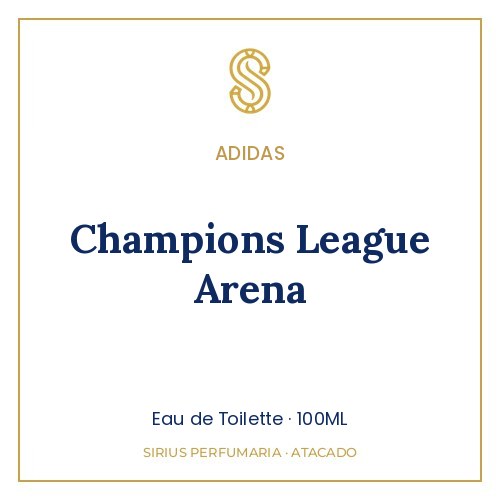 ADIDAS
Champions League
Arena
Eau de Toilette · 100ML
SIRIUS PERFUMARIA · ATACADO